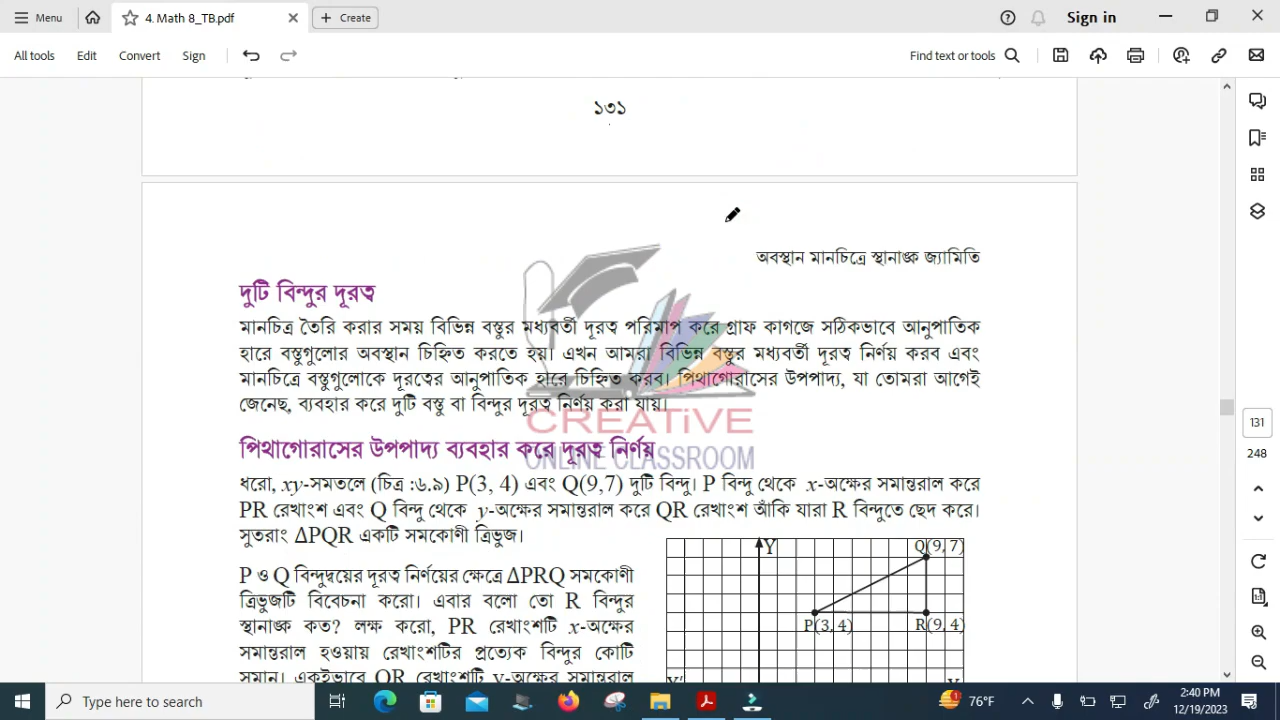 Menu
4. Math 8_TB.pdf
Create
Sign in
All tools
Edit
Convert
Sign
Find text or tools
১৩১
অবস্থান মানচিত্রে স্থানাঙ্ক জ্যামিতি
দুটি বিন্দুর দূরত্ব
মানচিত্র তৈরি করার সময় বিভিন্ন বস্তুর মধ্যবর্তী দূরত্ব পরিমাপ করে গ্রাফ কাগজে সঠিকভাবে আনুপাতিক
হারে বস্তুগুলোর অবস্থান চিহ্নিত করতে হয়। এখন আমরা বিভিন্ন বস্তুর মধ্যবর্তী দূরত্ব নির্ণয় করব এবং
মানচিত্রে বস্তুগুলোকে দূরত্বের আনুপাতিক হারে চিহ্নিত করব। পিথাগোরাসের উপপাদ্য, যা তোমরা আগেই
জেনেছ, ব্যবহার করে দুটি বস্তু বা বিন্দুর দূরত্ব নির্ণয় করা যায়।
CREATiVE
ONLINE CLASSROOM
পিথাগোরাসের উপপাদ্য ব্যবহার করে দূরত্ব নির্ণয়
ধরো, xy-সমতলে (চিত্র :৬.৯) P(3, 4) এবং Q(9,7) দুটি বিন্দু। P বিন্দু থেকে x-অক্ষের সমান্তরাল করে
PR রেখাংশ এবং Q বিন্দু থেকে y-অক্ষের সমান্তরাল করে QR রেখাংশ আঁকি যারা R বিন্দুতে ছেদ করে।
সুতরাং ΔPQR একটি সমকোণী ত্রিভুজ।
P ও Q বিন্দুদ্বয়ের দূরত্ব নির্ণয়ের ক্ষেত্রে ΔPRQ সমকোণী
ত্রিভুজটি বিবেচনা করো। এবার বলো তো R বিন্দুর
স্থানাঙ্ক কত? লক্ষ করো, PR রেখাংশটি x-অক্ষের
সমান্তরাল হওয়ায় রেখাংশটির প্রত্যেক বিন্দুর কোটি
সমান। একইভাবে QR রেখাংশটি y-অক্ষের সমান্তরাল
Y
Q(9, 7)
P(3, 4)
R(9, 4)
131
248
Type here to search
76°F
2:40 PM
12/19/2023